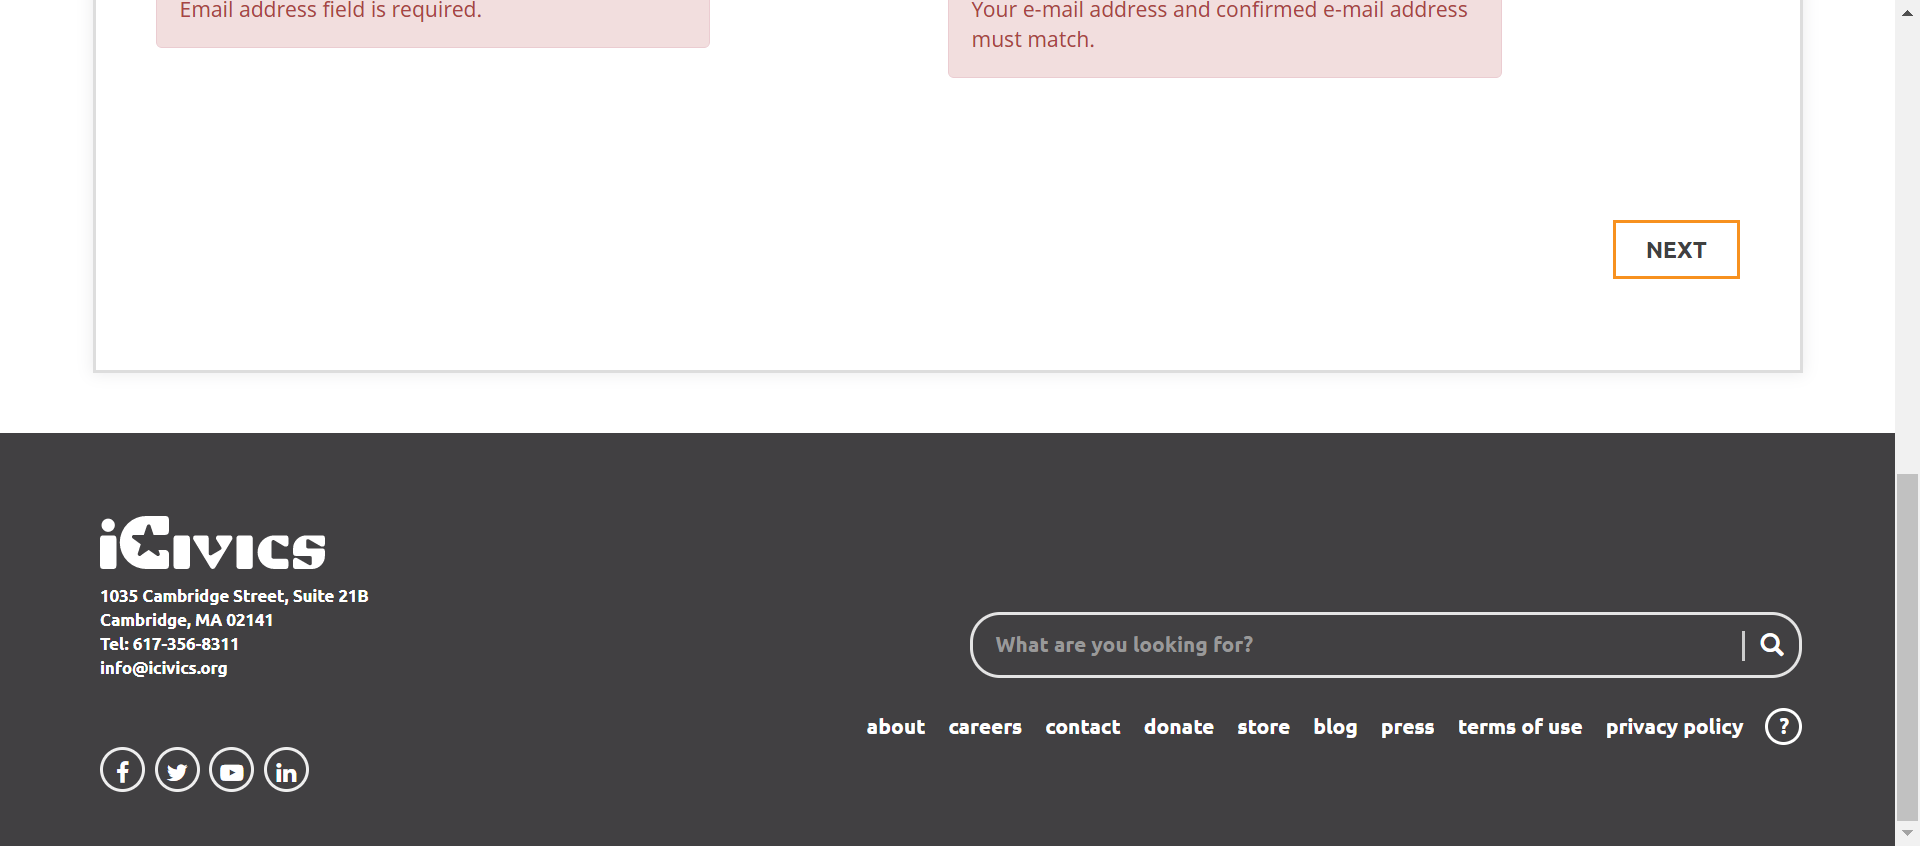 Email address field is required.
Your e-mail address and confirmed e-mail address
must match.
NEXT
iCivics
1035 Cambridge Street, Suite 21B
Cambridge, MA 02141
Tel: 617-356-8311
info@icivics.org
What are you looking for?
about careers contact donate store blog press terms of use privacy policy ?